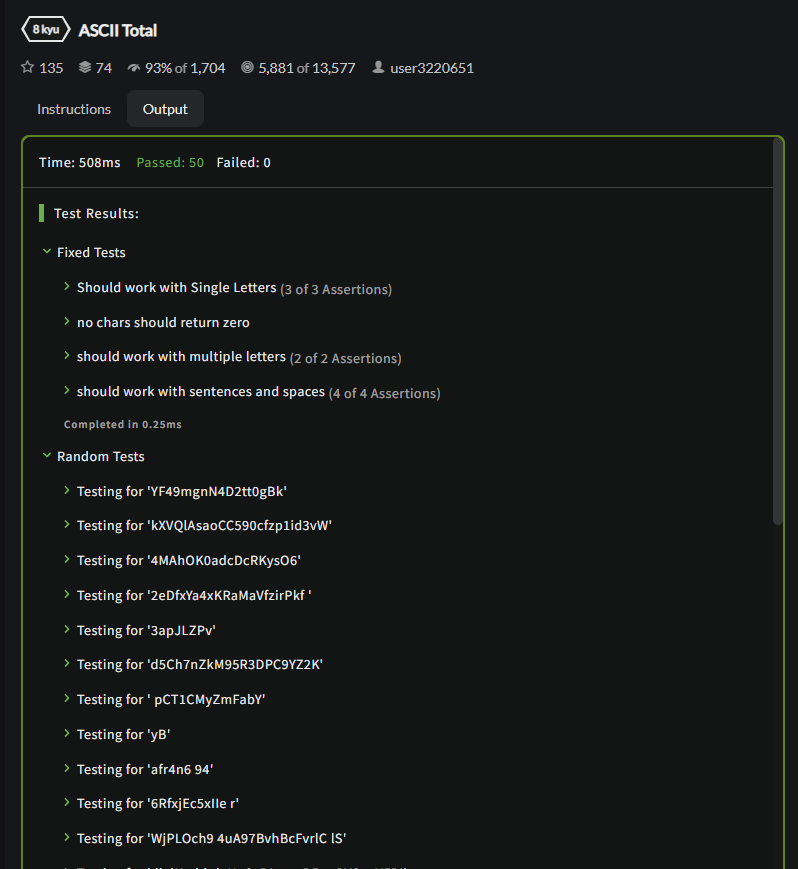 8 kyu ASCII Total
135 74 93% of 1,704 5,881 of 13,577 user3220651
Instructions Output
Time: 508ms Passed: 50 Failed: 0
Test Results:
Fixed Tests
Should work with Single Letters (3 of 3 Assertions)
no chars should return zero
should work with multiple letters (2 of 2 Assertions)
should work with sentences and spaces (4 of 4 Assertions)
Completed in 0.25ms
Random Tests
Testing for 'YF49mgnN4D2tt0gBk'
Testing for 'kXVQlAsaoCC590cfzp1id3vW'
Testing for '4MAhOK0adcDcRKysO6'
Testing for '2eDfxYa4xKRaMaVfzirPkf '
Testing for '3apJLZPv'
Testing for 'd5Ch7nZkM95R3DPC9YZ2K'
Testing for ' pCT1CMyZmFabY'
Testing for 'yB'
Testing for 'afr4n6 94'
Testing for '6RfxjEc5xIIe r'
Testing for 'WjPLOch9 4uA97BvhBcFvrlC lS'